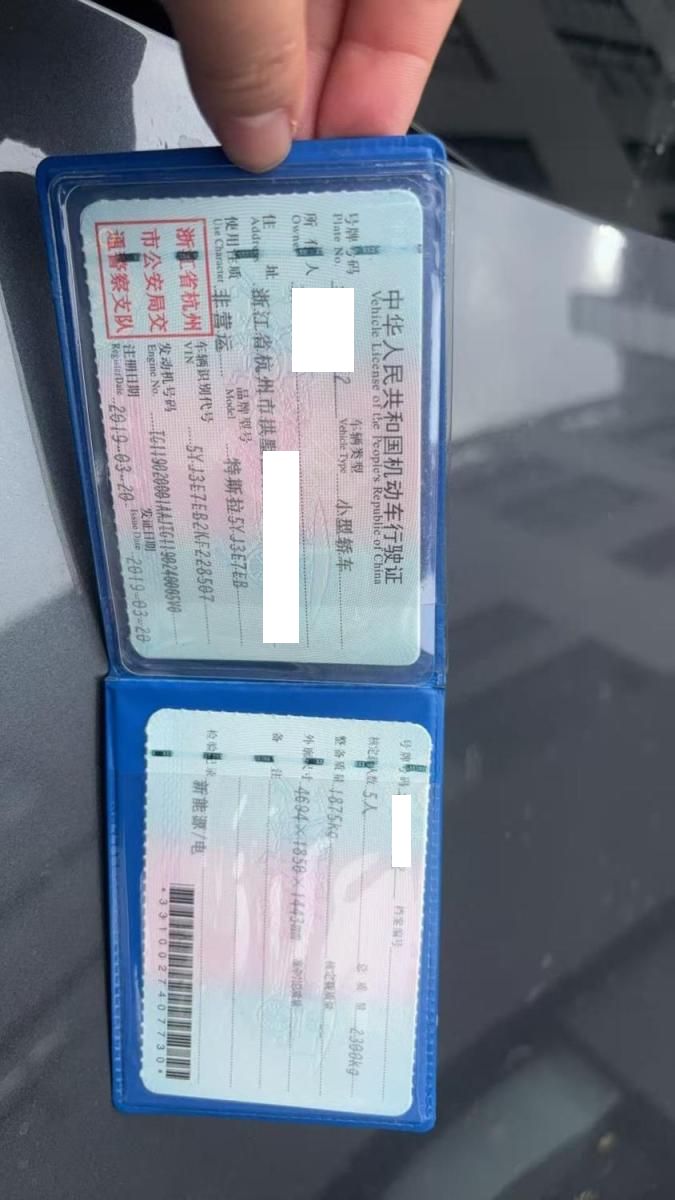 中华人民共和国机动车行驶证
Vehicle License of the People's Republic of China
号牌号码
Plate No.
2
车辆类型
Vehicle Type
小型轿车
所有人
Owner
住址
Address
浙江省杭州市拱墅
使用性质
Use Character
非营运
品牌型号
Model
特斯拉5YJ3E7EB
浙江省杭州
市公安局交
通警察支队
车辆识别代号
VIN
5YJ3E7EB2KF228507
发动机号码
Engine No.
TG119020001AAJTG1190240005V0
注册日期
Register Date
2019-03-20
发证日期
Issue Date
2019-03-20
号牌号码
档案编号
核定载人数
5人
总质量
2300kg
整备质量
1875kg
核定载质量
外廓尺寸
4694×1850×1443mm
备注
检验记录
新能源/电
*3310027407730*